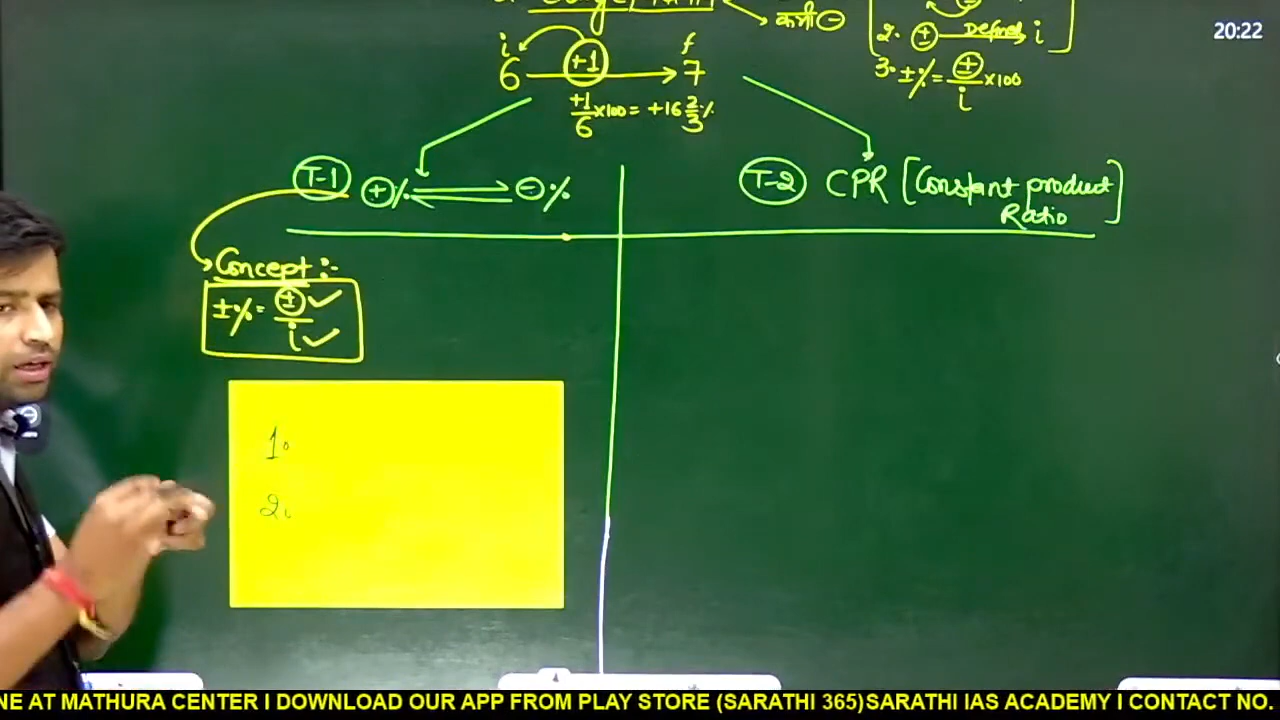 20:22
कमी ⊖
2. ⊕ Defines i
3. ±% = ±/i ×100
i +1 f
6 → 7
+1/6 ×100 = +16 2/3 %
T-1 ⊕% ⇌ ⊖%
T-2 CPR [Constant product
Ratio]
Concept :-
±% = ±/i
1.
2.
NE AT MATHURA CENTER I DOWNLOAD OUR APP FROM PLAY STORE (SARATHI 365)SARATHI IAS ACADEMY I CONTACT NO.